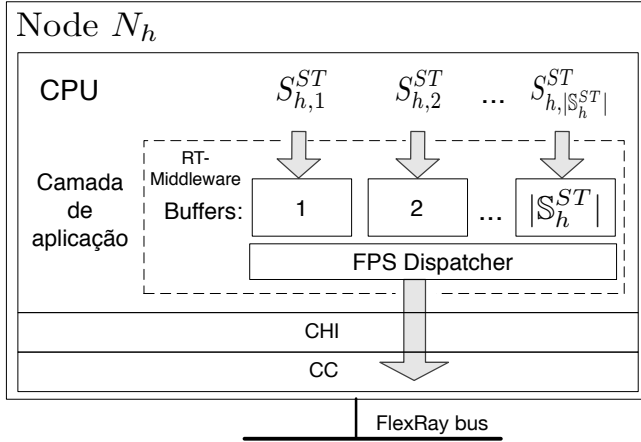 Node N_h
CPU
S^{ST}_{h,1} S^{ST}_{h,2} ... S^{ST}_{h,|𝕊^{ST}_h|}
RT-
Middleware
Camada
de
aplicação
Buffers: 1 2 ... |𝕊^{ST}_h|
FPS Dispatcher
CHI
CC
FlexRay bus